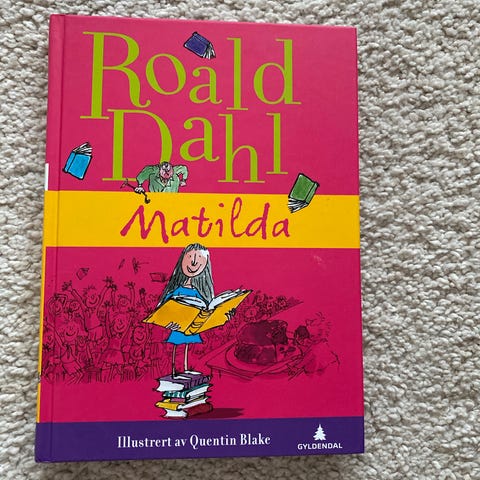 Roald
Dahl
Matilda
Illustrert av Quentin Blake
GYLDENDAL